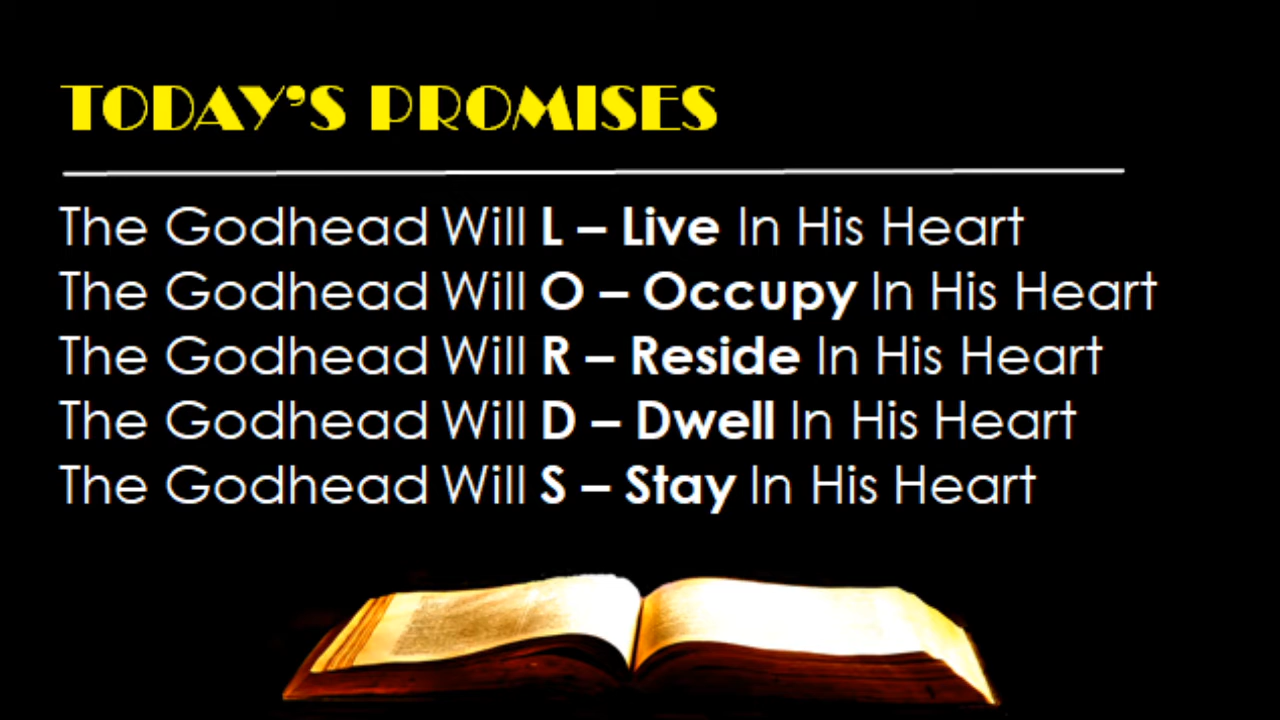 TODAY'S PROMISES
The Godhead Will L – Live In His Heart
The Godhead Will O – Occupy In His Heart
The Godhead Will R – Reside In His Heart
The Godhead Will D – Dwell In His Heart
The Godhead Will S – Stay In His Heart